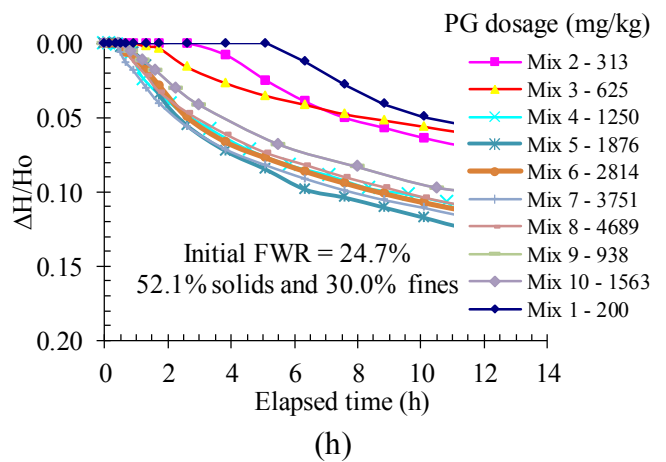 PG dosage (mg/kg)
0.00
0.05
0.10
0.15
0.20
ΔH/Ho
Initial FWR = 24.7%
52.1% solids and 30.0% fines
0 2 4 6 8 10 12 14
Elapsed time (h)
Mix 2 - 313
Mix 3 - 625
Mix 4 - 1250
Mix 5 - 1876
Mix 6 - 2814
Mix 7 - 3751
Mix 8 - 4689
Mix 9 - 938
Mix 10 - 1563
Mix 1 - 200
(h)